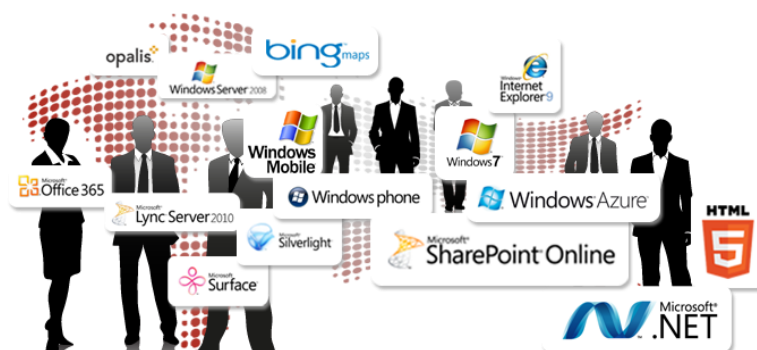 opalis
Windows Server 2008
bing maps
Windows
Internet
Explorer 9
Windows
Mobile
Windows 7
Microsoft
Office 365
Windows phone
Windows Azure
Microsoft
Lync Server 2010
Microsoft
Silverlight
Microsoft
SharePoint Online
HTML
5
Microsoft
Surface
Microsoft
.NET